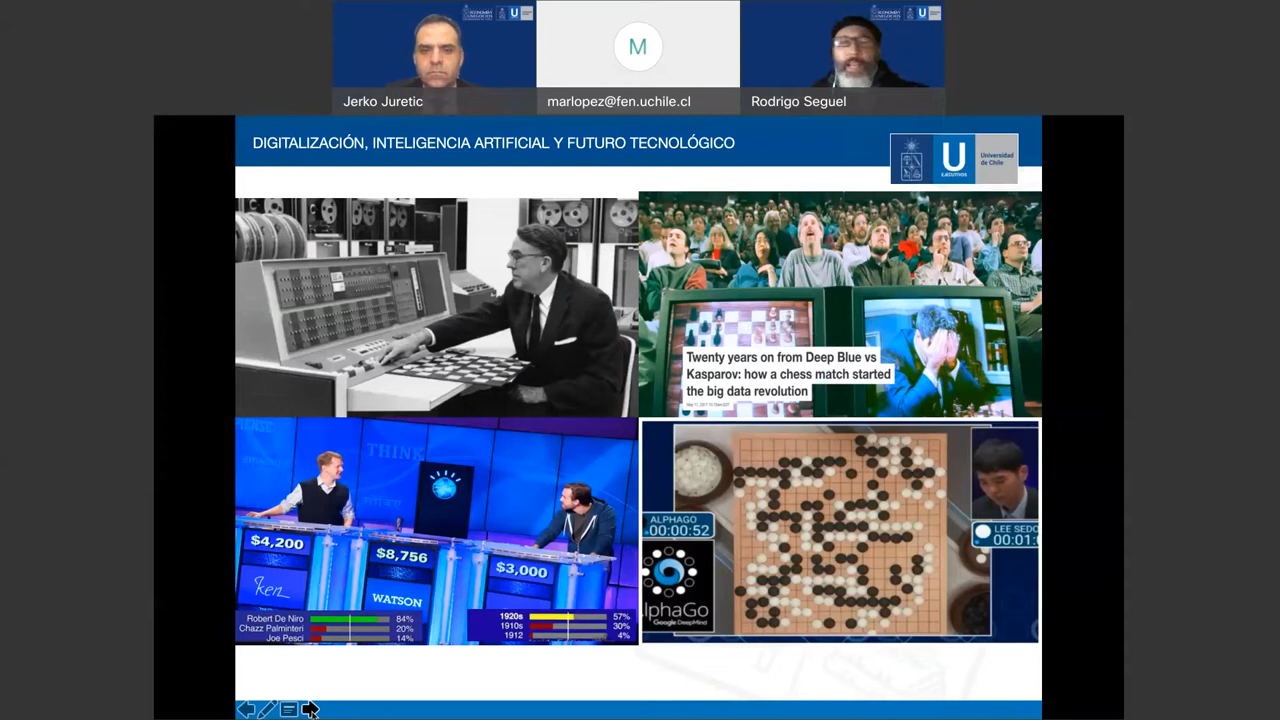 M
Jerko Juretic
marlopez@fen.uchile.cl
Rodrigo Seguel
DIGITALIZACIÓN, INTELIGENCIA ARTIFICIAL Y FUTURO TECNOLÓGICO
U
EJECUTIVOS
Universidad
de Chile
Twenty years on from Deep Blue vs
Kasparov: how a chess match started
the big data revolution
THINK
$4,200
$8,756
$3,000
Ken
WATSON
Robert De Niro 84%
Chazz Palminteri 20%
Joe Pesci 14%
1920s 57%
1910s 30%
1912 4%
ALPHAGO
00:00:52
LEE SEDO
00:01:
AlphaGo
Google DeepMind